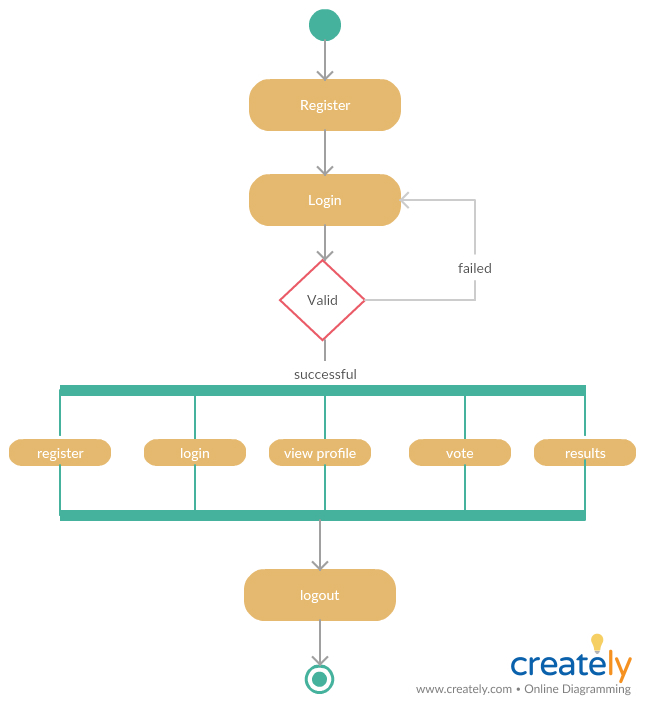 Register
Login
failed
Valid
successful
register
login
view profile
vote
results
logout
creately
www.creately.com • Online Diagramming